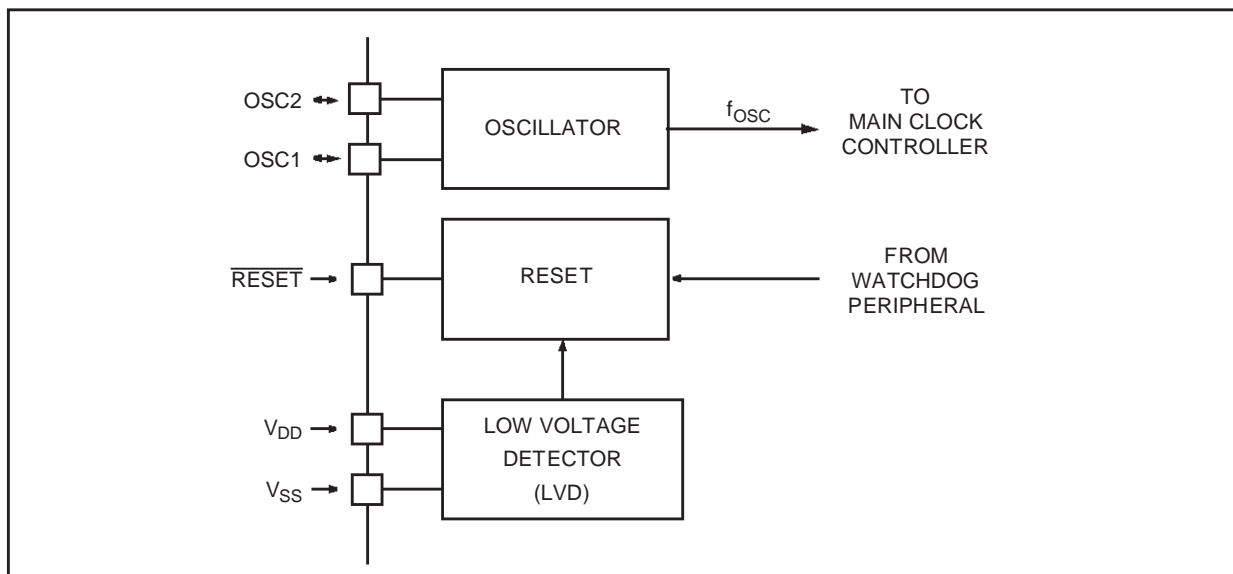 OSC2
OSC1
OSCILLATOR
fOSC
TO
MAIN CLOCK
CONTROLLER
RESET
RESET
FROM
WATCHDOG
PERIPHERAL
VDD
VSS
LOW VOLTAGE
DETECTOR
(LVD)